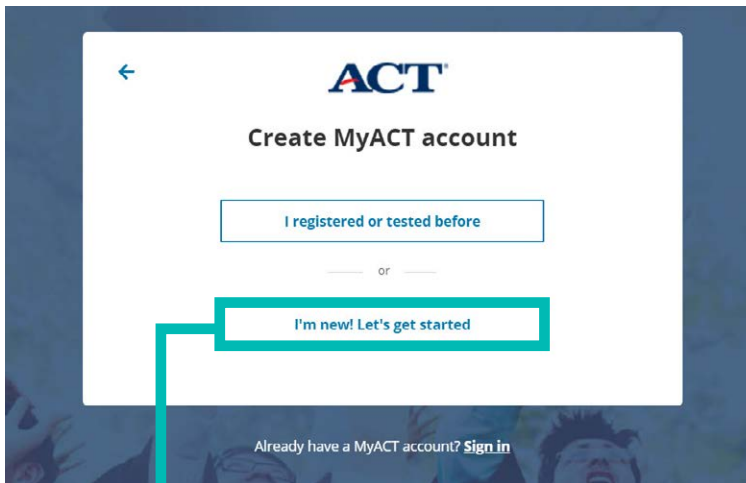 ACT®
Create MyACT account
I registered or tested before
or
I'm new! Let's get started
Already have a MyACT account? Sign in